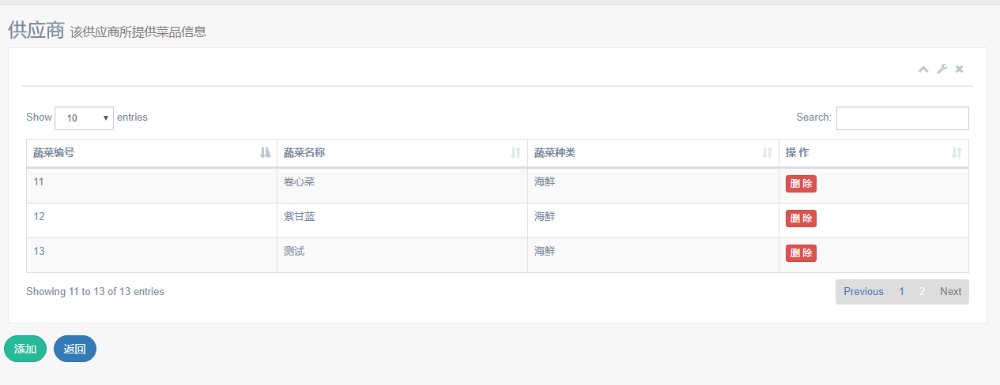 供应商 该供应商所提供菜品信息
Show 10 entries Search:
蔬菜编号 蔬菜名称 蔬菜种类 操 作
11 卷心菜 海鲜 删 除
12 紫甘蓝 海鲜 删 除
13 测试 海鲜 删 除
Showing 11 to 13 of 13 entries Previous 1 2 Next
添加 返回